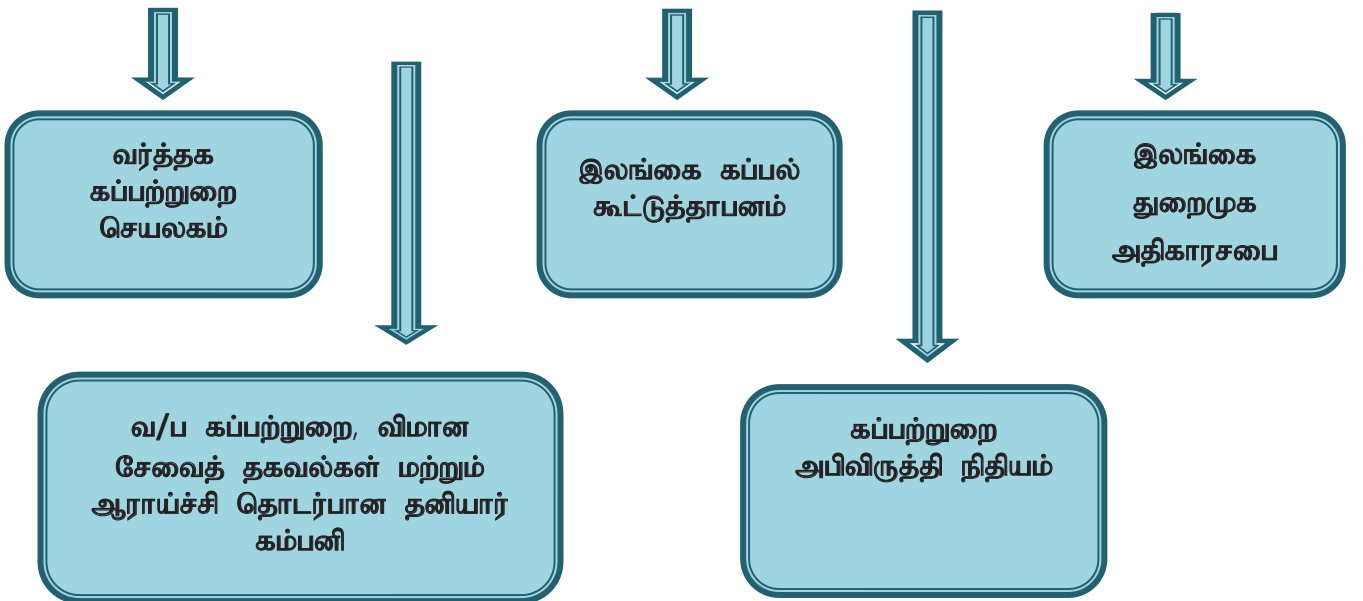 வர்த்தக
கப்பற்றுறை
செயலகம்
இலங்கை கப்பல்
கூட்டுத்தாபனம்
இலங்கை
துறைமுக
அதிகாரசபை
வ/ப கப்பற்றுறை, விமான
சேவைத் தகவல்கள் மற்றும்
ஆராய்ச்சி தொடர்பான தனியார்
கம்பனி
கப்பற்றுறை
அபிவிருத்தி நிதியம்